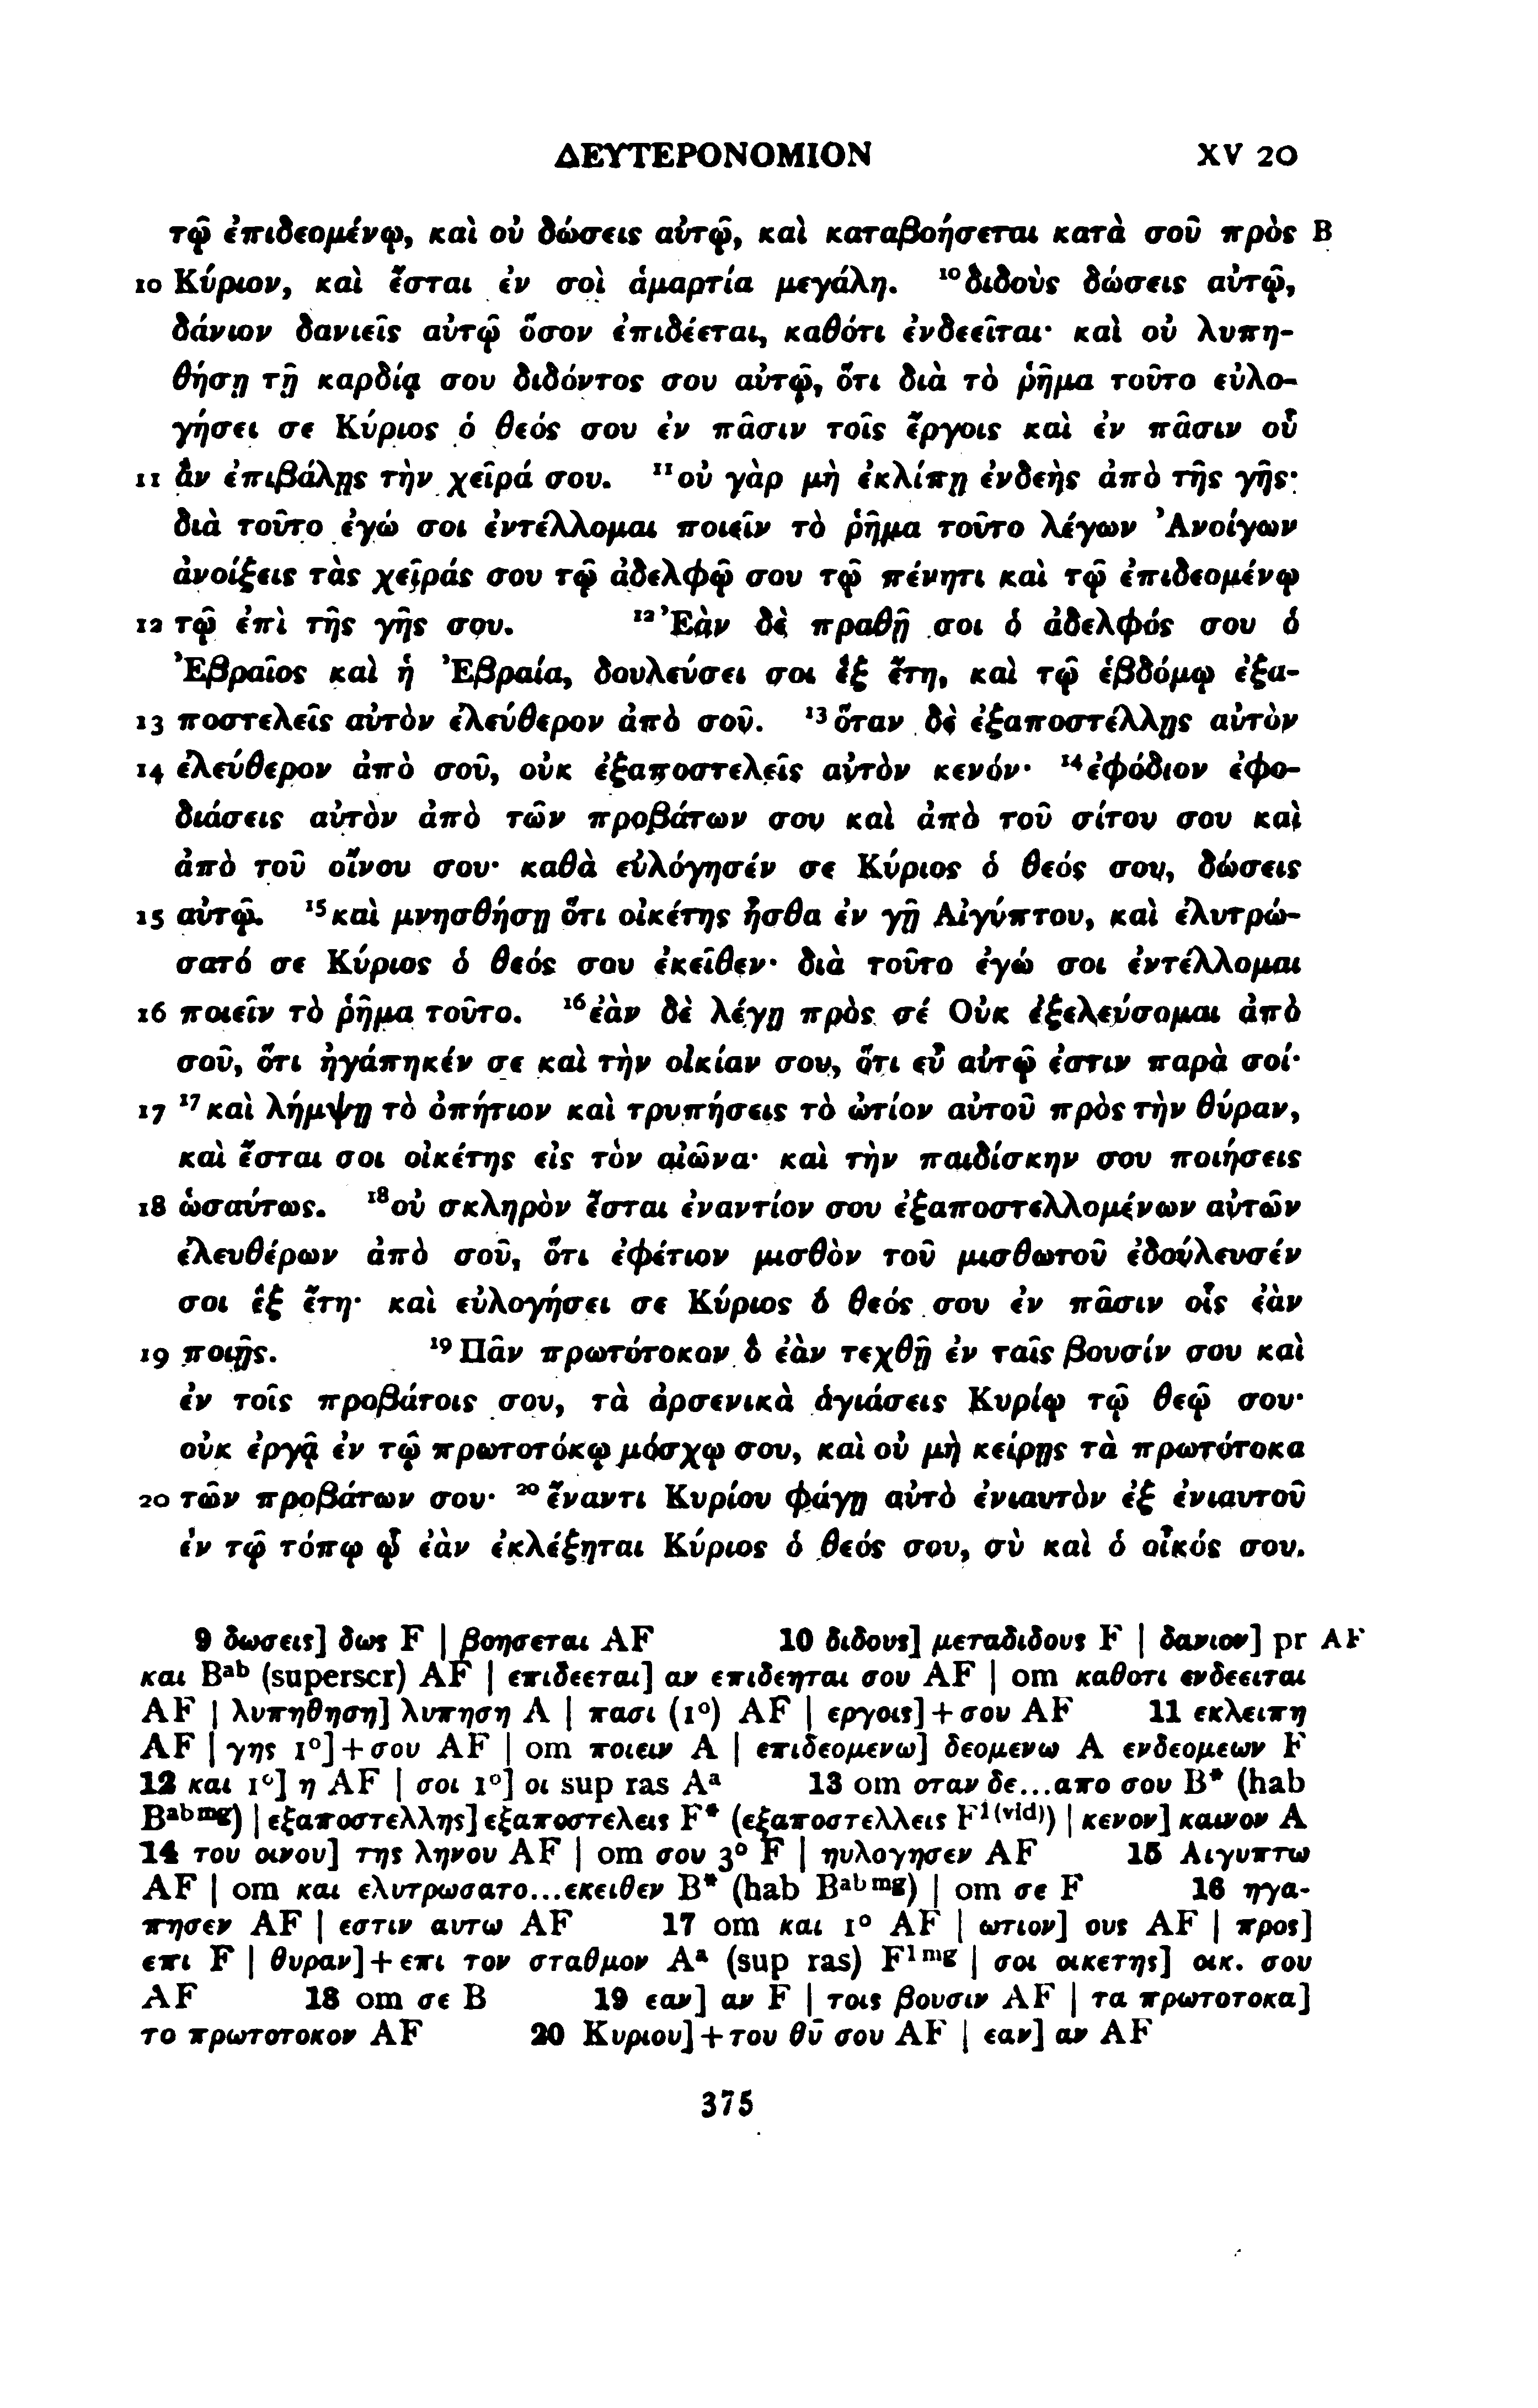 ΔΕΥΤΕΡΟΝΟΜΙΟΝ XV 20
τῷ ἐπιδεομένῳ, καὶ οὐ δώσεις αὐτῷ, καὶ καταβοήσεται κατὰ σοῦ πρὸς B
10 Κύριον, καὶ ἔσται ἐν σοὶ ἁμαρτία μεγάλη. ¹⁰διδοὺς δώσεις αὐτῷ,
δάνιον δανιεῖς αὐτῷ ὅσον ἐπιδέεται, καθότι ἐνδεεῖται· καὶ οὐ λυπη-
θήσῃ τῇ καρδίᾳ σου διδόντος σου αὐτῷ, ὅτι διὰ τὸ ῥῆμα τοῦτο εὐλο-
γήσει σε Κύριος ὁ θεός σου ἐν πᾶσιν τοῖς ἔργοις καὶ ἐν πᾶσιν οὗ
11 ἂν ἐπιβάλῃς τὴν χεῖρά σου. ¹¹οὐ γὰρ μὴ ἐκλίπῃ ἐνδεὴς ἀπὸ τῆς γῆς·
διὰ τοῦτο ἐγώ σοι ἐντέλλομαι ποιεῖν τὸ ῥῆμα τοῦτο λέγων Ἀνοίγων
ἀνοίξεις τὰς χεῖράς σου τῷ ἀδελφῷ σου τῷ πένητι καὶ τῷ ἐπιδεομένῳ
12 τῷ ἐπὶ τῆς γῆς σου. ¹²Ἐὰν δὲ πραθῇ σοι ὁ ἀδελφός σου ὁ
Ἐβραῖος καὶ ἡ Ἐβραία, δουλεύσει σοι ἓξ ἔτη, καὶ τῷ ἑβδόμῳ ἐξα-
13 ποστελεῖς αὐτὸν ἐλεύθερον ἀπὸ σοῦ. ¹³ὅταν δὲ ἐξαποστέλλῃς αὐτὸν
14 ἐλεύθερον ἀπὸ σοῦ, οὐκ ἐξαποστελεῖς αὐτὸν κενόν· ¹⁴ἐφόδιον ἐφο-
διάσεις αὐτὸν ἀπὸ τῶν προβάτων σου καὶ ἀπὸ τοῦ σίτου σου καὶ
ἀπὸ τοῦ οἴνου σου· καθὰ εὐλόγησέν σε Κύριος ὁ θεός σου, δώσεις
15 αὐτῷ. ¹⁵καὶ μνησθήσῃ ὅτι οἰκέτης ἦσθα ἐν γῇ Αἰγύπτου, καὶ ἐλυτρώ-
σατό σε Κύριος ὁ θεός σου ἐκεῖθεν· διὰ τοῦτο ἐγώ σοι ἐντέλλομαι
16 ποιεῖν τὸ ῥῆμα τοῦτο. ¹⁶ἐὰν δὲ λέγῃ πρὸς σέ Οὐκ ἐξελεύσομαι ἀπὸ
σοῦ, ὅτι ἠγάπηκέν σε καὶ τὴν οἰκίαν σου, ὅτι εὖ αὐτῷ ἐστιν παρὰ σοί·
17 ¹⁷καὶ λήμψῃ τὸ ὀπήτιον καὶ τρυπήσεις τὸ ὠτίον αὐτοῦ πρὸς τὴν θύραν,
καὶ ἔσται σοι οἰκέτης εἰς τὸν αἰῶνα· καὶ τὴν παιδίσκην σου ποιήσεις
18 ὡσαύτως. ¹⁸οὐ σκληρὸν ἔσται ἐναντίον σου ἐξαποστελλομένων αὐτῶν
ἐλευθέρων ἀπὸ σοῦ, ὅτι ἐφέτιον μισθὸν τοῦ μισθωτοῦ ἐδούλευσέν
σοι ἓξ ἔτη· καὶ εὐλογήσει σε Κύριος ὁ θεός σου ἐν πᾶσιν οἷς ἐὰν
19 ποιῇς. ¹⁹Πᾶν πρωτότοκον ὃ ἐὰν τεχθῇ ἐν ταῖς βουσίν σου καὶ
ἐν τοῖς προβάτοις σου, τὰ ἀρσενικὰ ἁγιάσεις Κυρίῳ τῷ θεῷ σου·
οὐκ ἐργᾷ ἐν τῷ πρωτοτόκῳ μόσχῳ σου, καὶ οὐ μὴ κείρῃς τὰ πρωτότοκα
20 τῶν προβάτων σου· ²⁰ἔναντι Κυρίου φάγῃ αὐτὸ ἐνιαυτὸν ἐξ ἐνιαυτοῦ
ἐν τῷ τόπῳ ᾧ ἐὰν ἐκλέξηται Κύριος ὁ θεός σου, σὺ καὶ ὁ οἶκός σου.
9 δωσεις] δως F | βοησεται AF 10 διδους] μεταδιδους F | δανιον] pr AF
και Bᵃᵇ (superscr) AF | επιδεεται] αν επιδεηται σου AF | om καθοτι ενδεειται
AF | λυπηθηση] λυπηση A | πασι (1°) AF | εργοις]+σου AF 11 εκλειπη
AF | γης 1°]+σου AF | om ποιειν A | επιδεομενω] δεομενω A ενδεομεων F
12 και 1°] η AF | σοι 1°] οι sup ras Aᵃ 13 om οταν δε...απο σου B* (hab
Bᵃᵇᵐᵍ) | εξαποστελλης] εξαποστελεις F* (εξαποστελλεις F¹⁽ᵛⁱᵈ⁾) | κενον] καινον A
14 του οινου] της ληνου AF | om σου 3° F | ηυλογησεν AF 15 Αιγυπτω
AF | om και ελυτρωσατο...εκειθεν B* (hab Bᵃᵇᵐᵍ) | om σε F 16 ηγα-
πησεν AF | εστιν αυτω AF 17 om και 1° AF | ωτιον] ους AF | προς]
επι F | θυραν]+επι τον σταθμον Aᵃ (sup ras) F¹ᵐᵍ | σοι οικετης] οικ. σου
AF 18 om σε B 19 εαν] αν F | τοις βουσιν AF | τα πρωτοτοκα]
το πρωτοτοκον AF 20 Κυριου]+του θῡ σου AF | εαν] αν AF
375